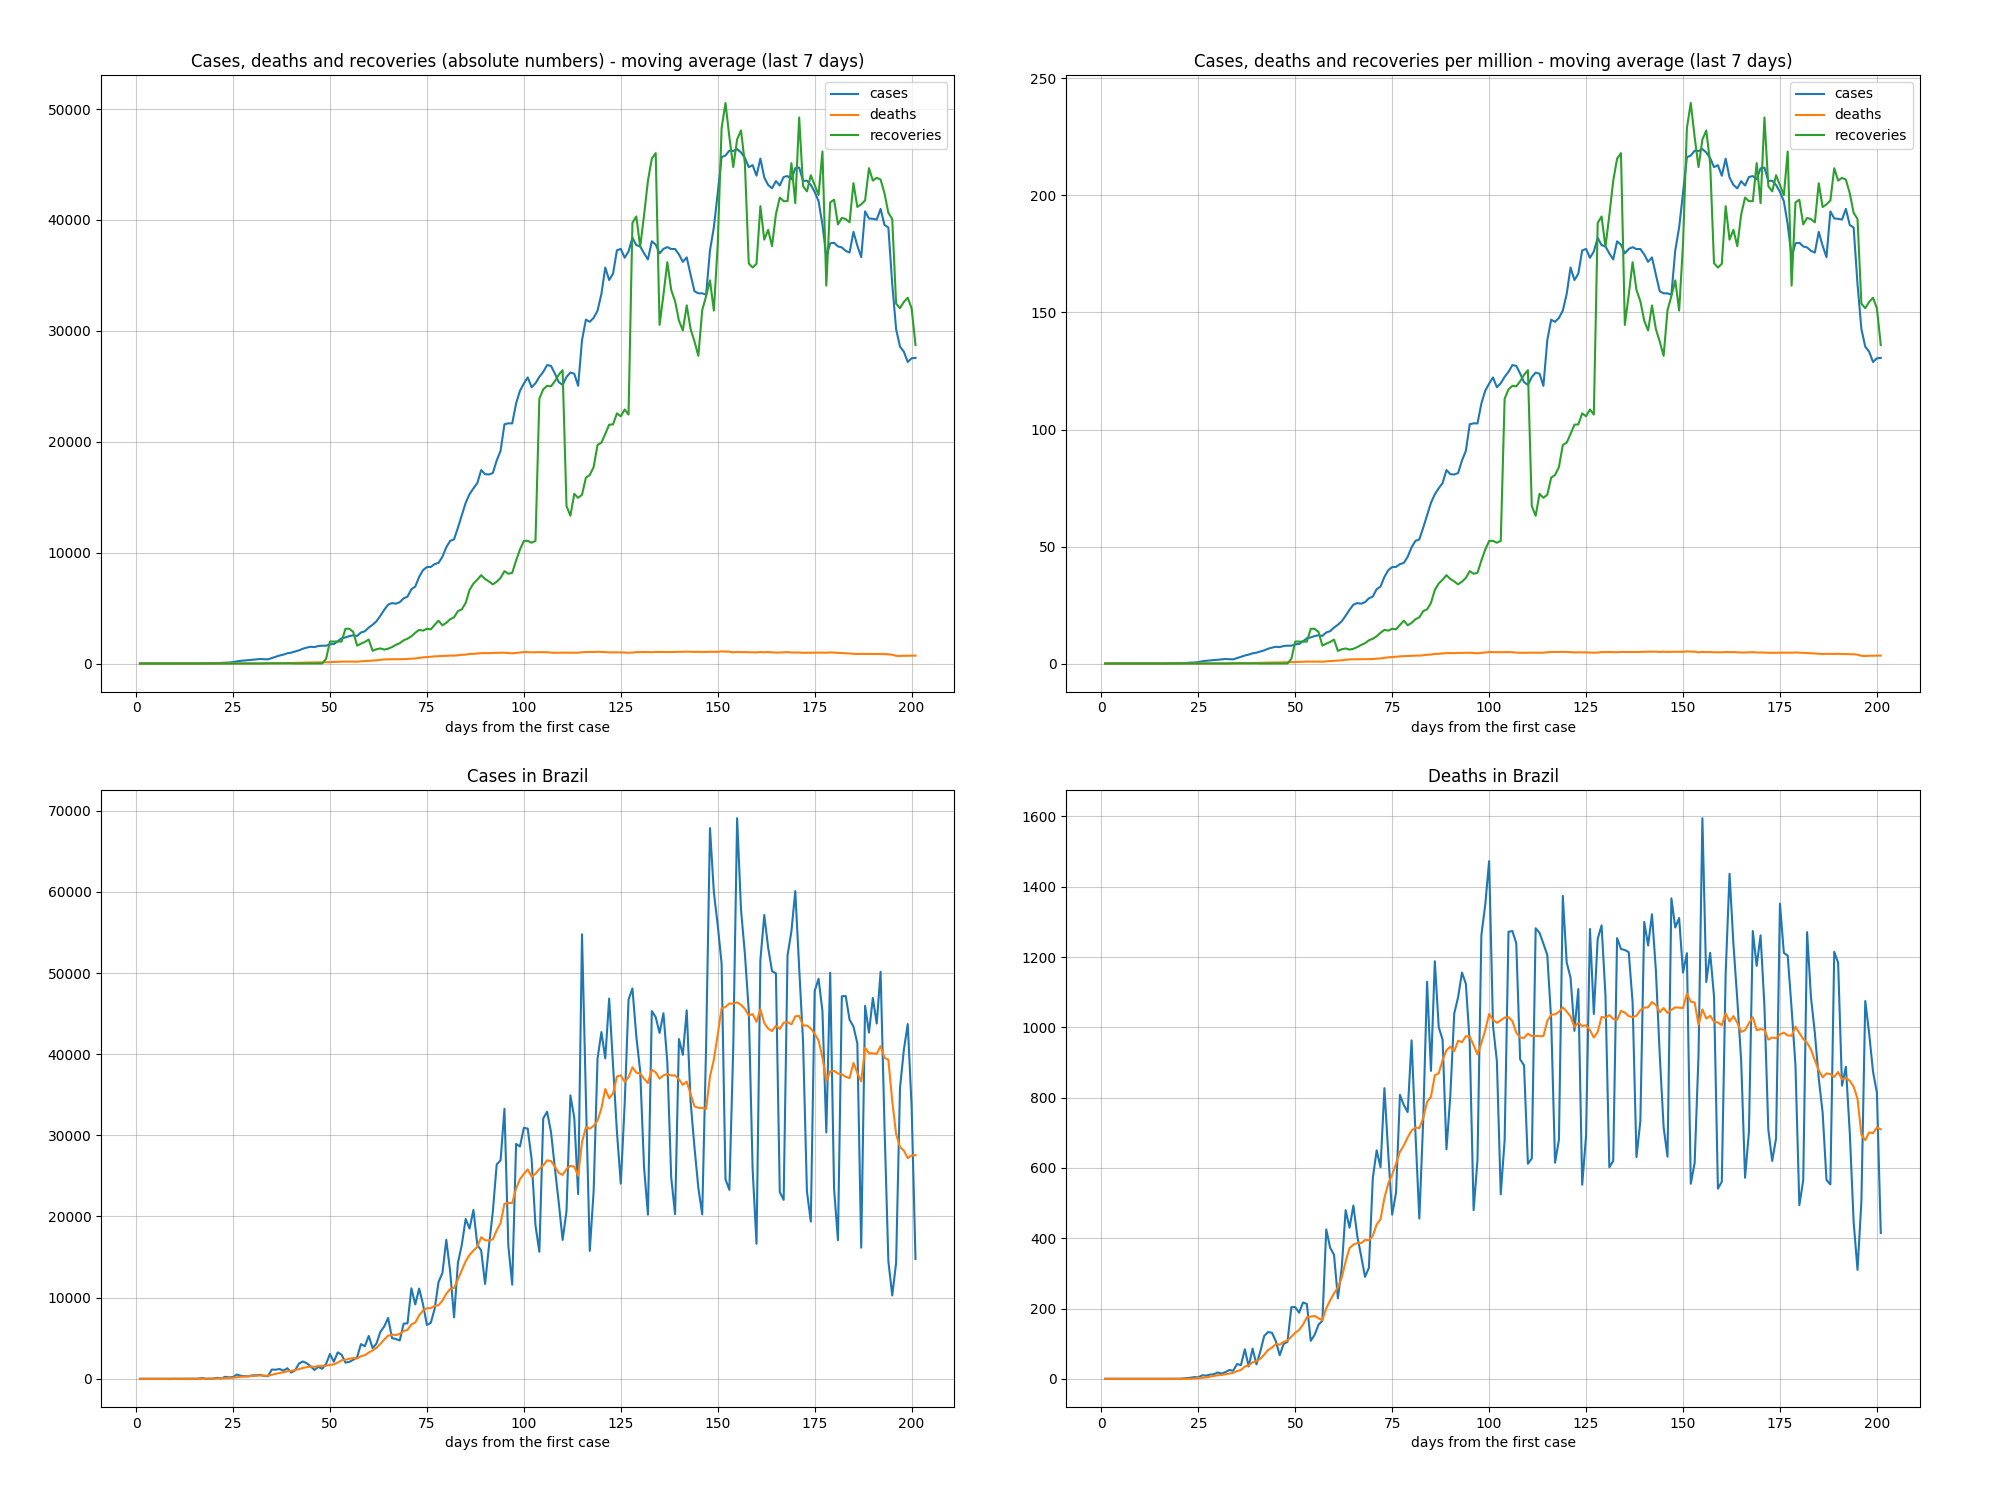 Cases, deaths and recoveries (absolute numbers) - moving average (last 7 days)
cases
deaths
recoveries
50000
40000
30000
20000
10000
0
0 25 50 75 100 125 150 175 200
days from the first case
Cases, deaths and recoveries per million - moving average (last 7 days)
cases
deaths
recoveries
250
200
150
100
50
0
0 25 50 75 100 125 150 175 200
days from the first case
Cases in Brazil
70000
60000
50000
40000
30000
20000
10000
0
0 25 50 75 100 125 150 175 200
days from the first case
Deaths in Brazil
1600
1400
1200
1000
800
600
400
200
0
0 25 50 75 100 125 150 175 200
days from the first case